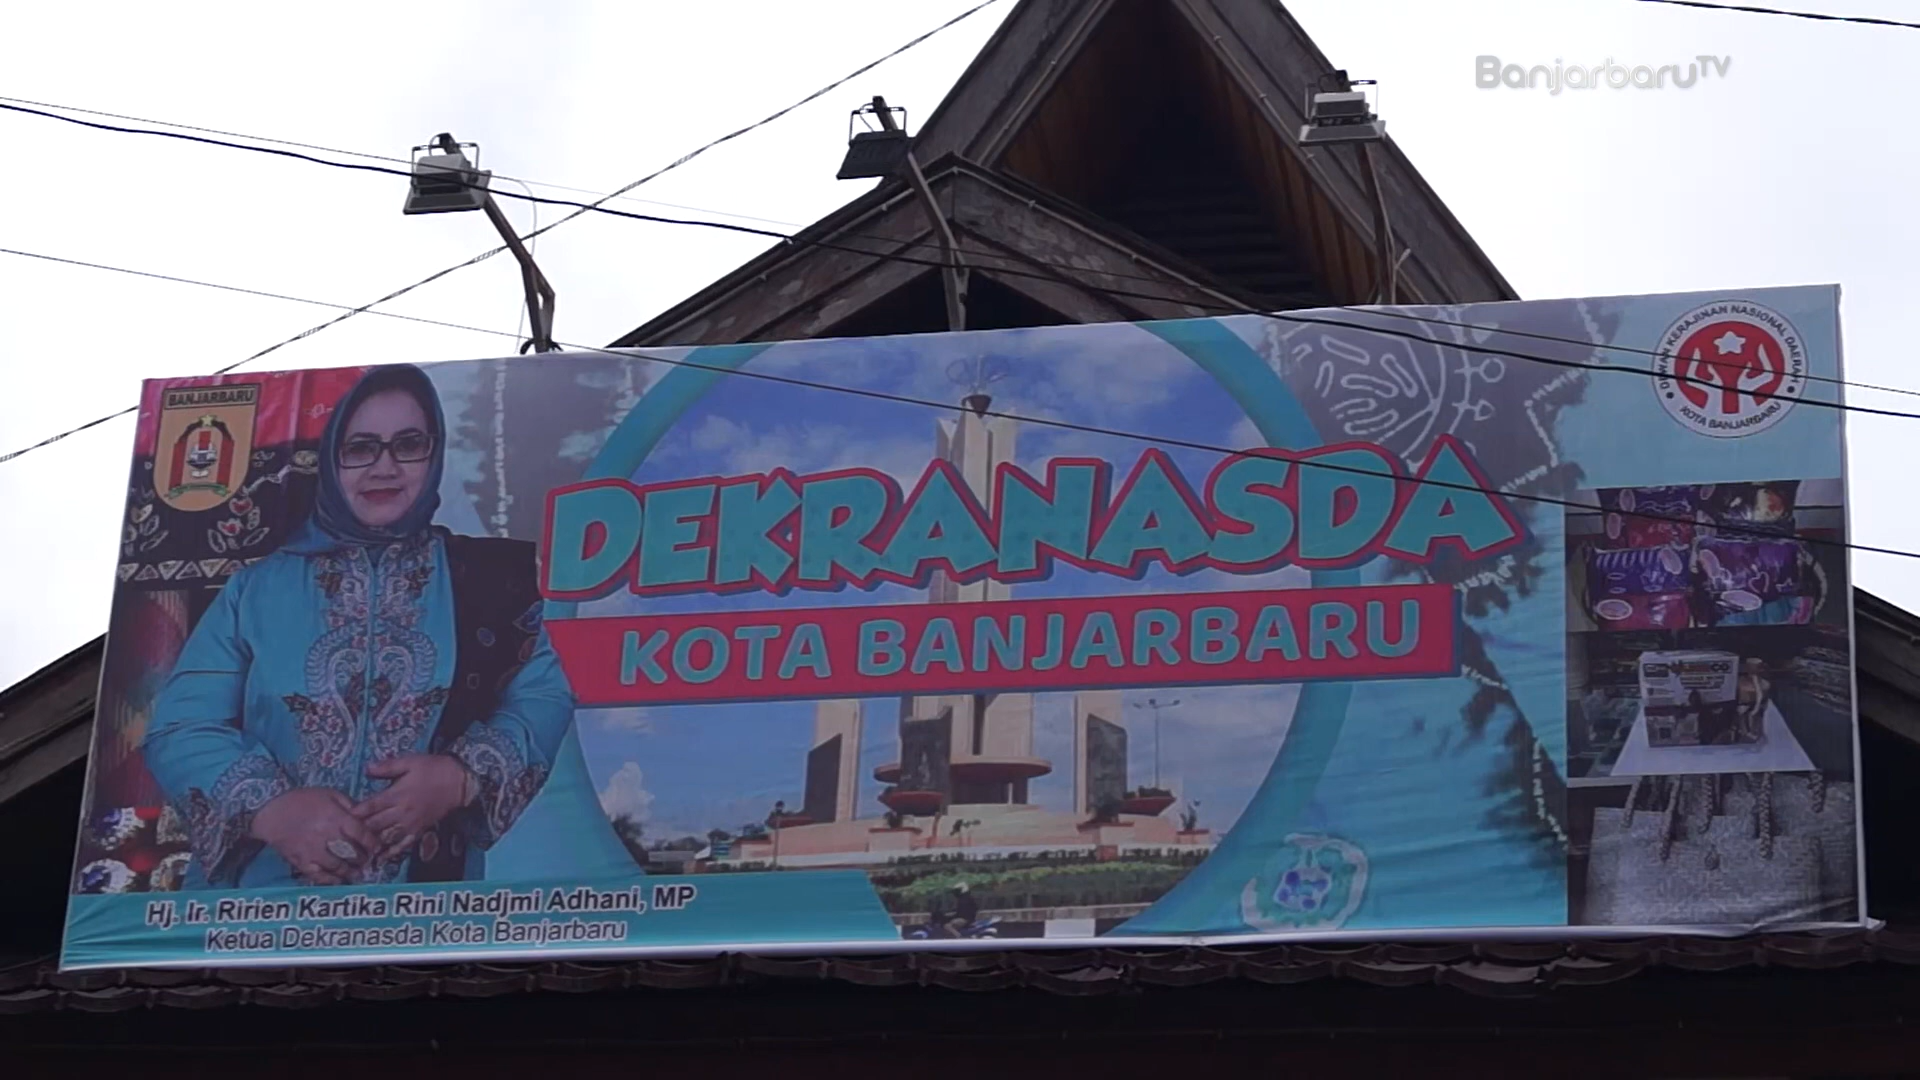 BanjarbaruTV
BANJARBARU
DEWAN KERAJINAN NASIONAL DAERAH
KOTA BANJARBARU
DEKRANASDA
KOTA BANJARBARU
Hj. Ir. Ririen Kartika Rini Nadjmi Adhani, MP
Ketua Dekranasda Kota Banjarbaru